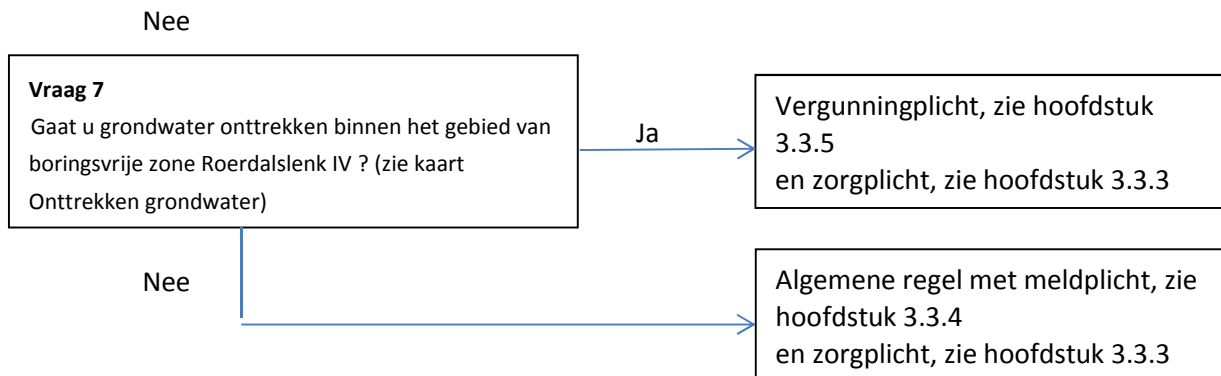 Nee
Vraag 7
Gaat u grondwater onttrekken binnen het gebied van
boringsvrije zone Roerdalslenk IV ? (zie kaart
Onttrekken grondwater)
Ja
Vergunningplicht, zie hoofdstuk
3.3.5
en zorgplicht, zie hoofdstuk 3.3.3
Nee
Algemene regel met meldplicht, zie
hoofdstuk 3.3.4
en zorgplicht, zie hoofdstuk 3.3.3